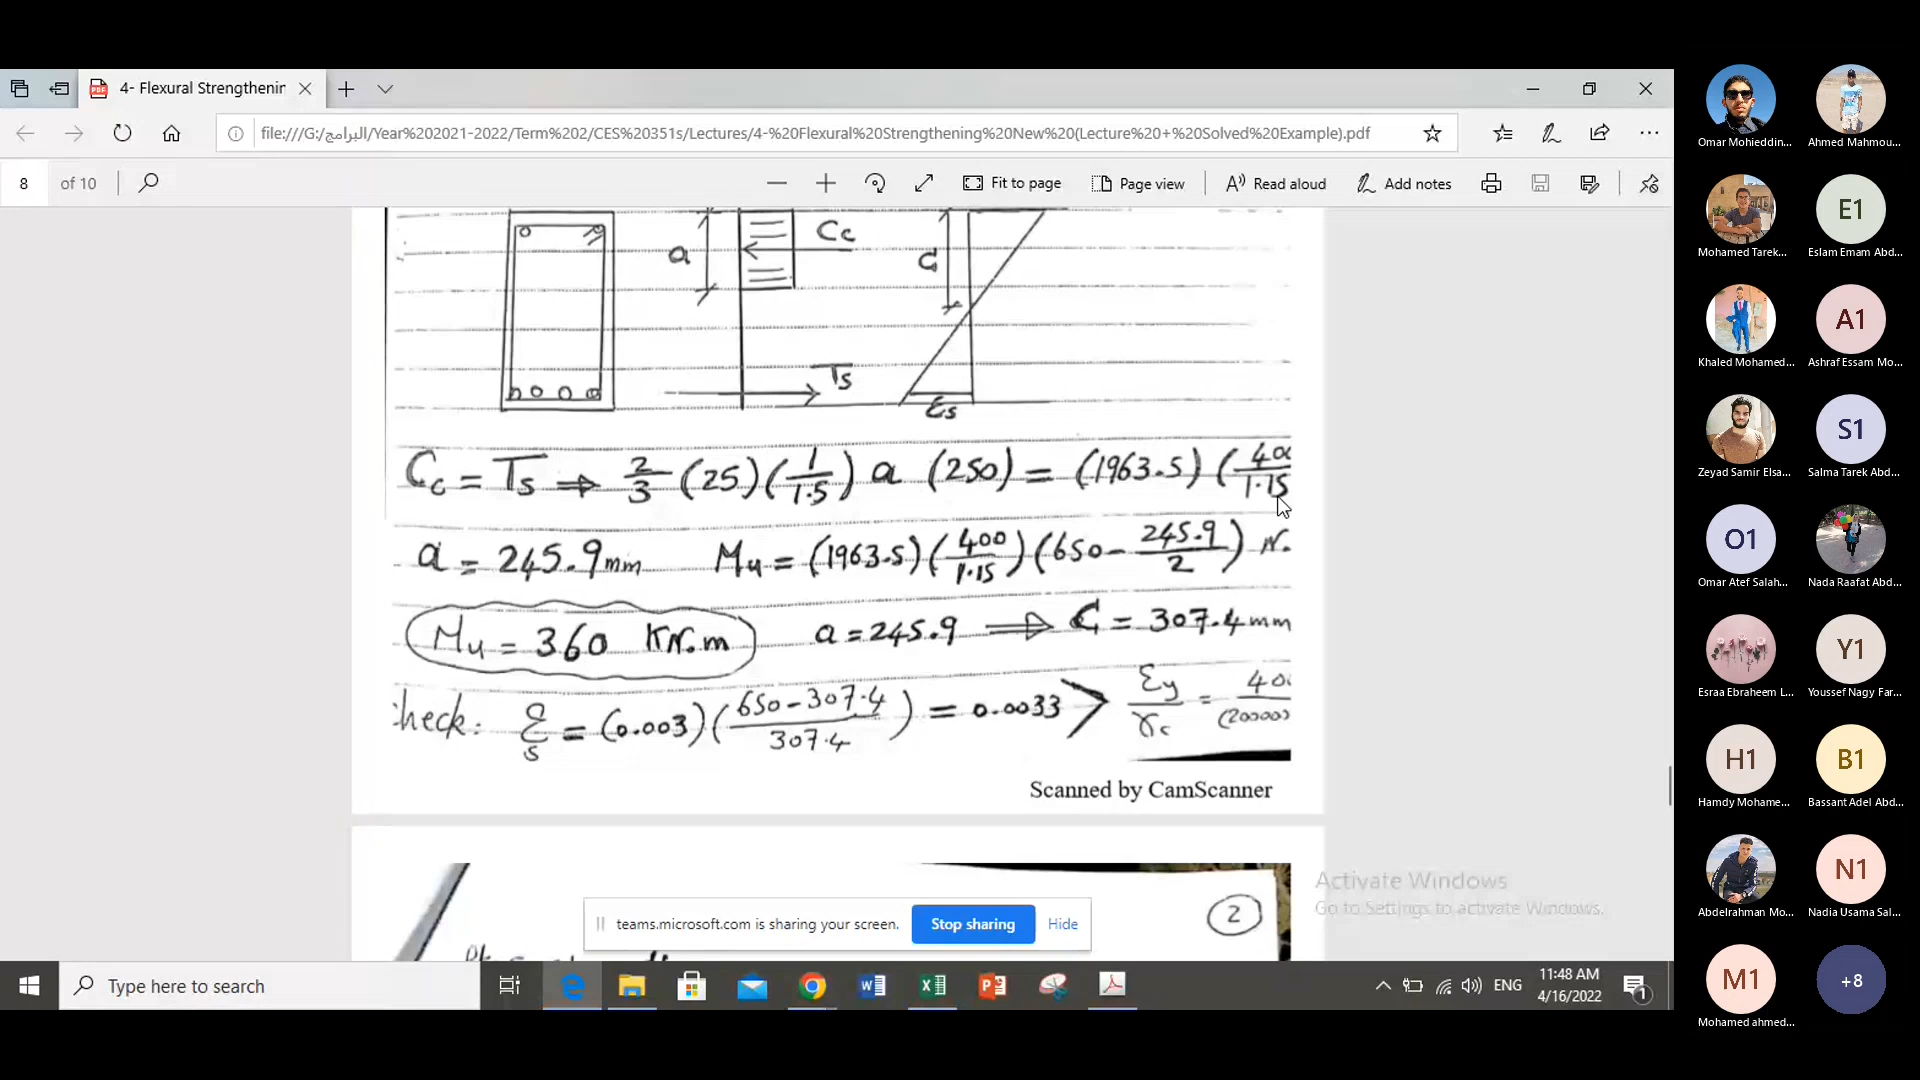 4- Flexural Strengthenin
file:///G:/البرامج/Year%202021-2022/Term%202/CES%20351s/Lectures/4-%20Flexural%20Strengthening%20New%20(Lecture%20+%20Solved%20Example).pdf
8 of 10
Fit to page
Page view
Read aloud
Add notes
a
Cc
C
Ts
εs
Cc = Ts ⇒ 2/3 (25)(1/1.5) a (250) = (1963.5)(400/1.15
a = 245.9 mm Mu = (1963.5)(400/1.15)(650 - 245.9/2) N.
Mu = 360 KN.m a = 245.9 ⇒ C = 307.4 mm
heck: εs = (0.003)(650-307.4/307.4) = 0.0033 > εy/γc = 40/(200000)
Scanned by CamScanner
2
Activate Windows
Go to Settings to activate Windows.
teams.microsoft.com is sharing your screen.
Stop sharing
Hide
Type here to search
ENG
11:48 AM
4/16/2022
1
Omar Mohieddin...
Ahmed Mahmou...
E1
Mohamed Tarek...
Eslam Emam Abd...
A1
Khaled Mohamed...
Ashraf Essam Mo...
S1
Zeyad Samir Elsa...
Salma Tarek Abd...
O1
Omar Atef Salah...
Nada Raafat Abd...
Y1
Esraa Ebraheem L...
Youssef Nagy Far...
H1
B1
Hamdy Mohame...
Bassant Adel Abd...
N1
Abdelrahman Mo...
Nadia Usama Sal...
M1
+8
Mohamed ahmed...